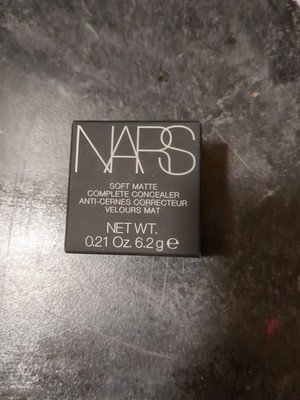 NARS
SOFT MATTE
COMPLETE CONCEALER
ANTI-CERNES CORRECTEUR
VELOURS MAT
NET WT.
0.21 Oz. 6.2 g ℮